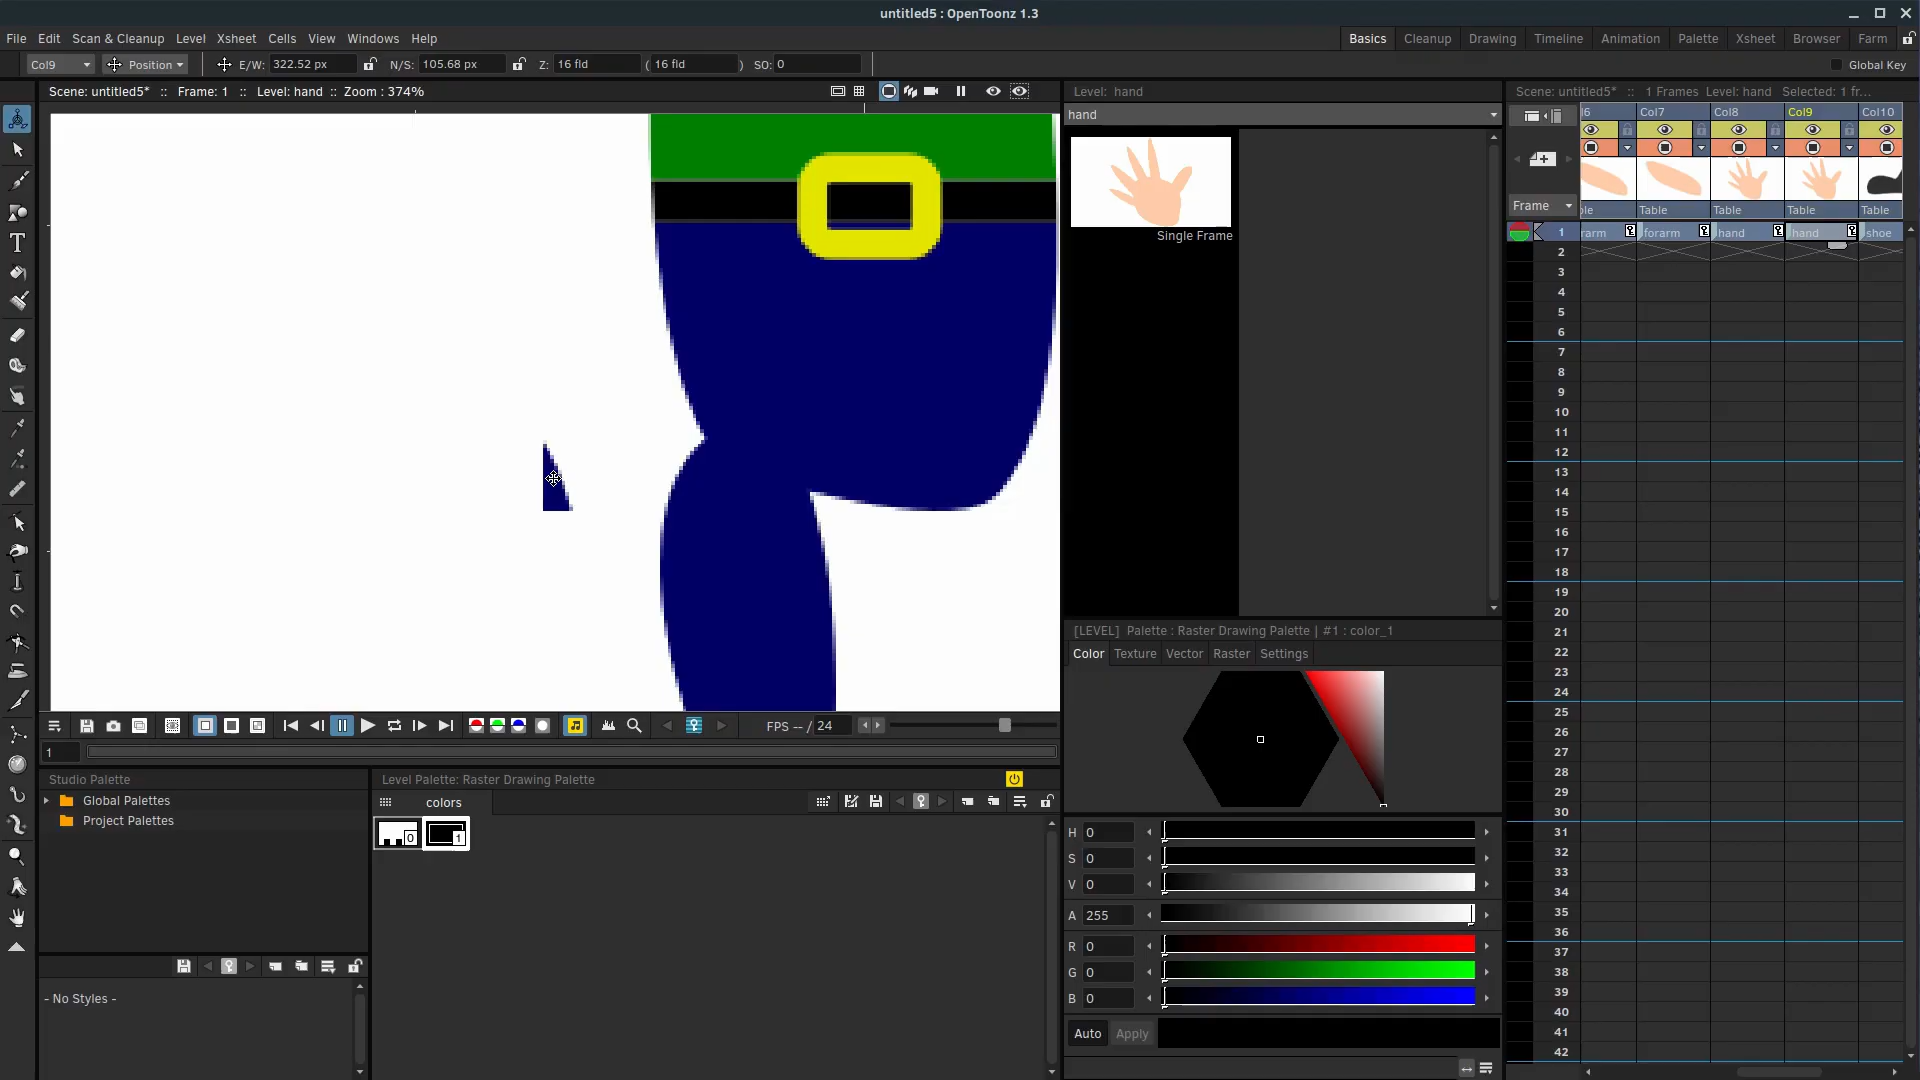 untitled5 : OpenToonz 1.3
File Edit Scan & Cleanup Level Xsheet Cells View Windows Help
Basics Cleanup Drawing Timeline Animation Palette Xsheet Browser Farm
Col9 Position E/W: 322.52 px N/S: 105.68 px Z: 16 fld ( 16 fld ) SO: 0 Global Key
Scene: untitled5* :: Frame: 1 :: Level: hand :: Zoom : 374%
Level: hand
hand
Single Frame
Scene: untitled5* :: 1 Frames Level: hand Selected: 1 fr...
l6 Col7 Col8 Col9 Col10
ble Table Table Table Table
Frame
1 rarm forarm hand hand shoe
2
3
4
5
6
7
8
9
10
11
12
13
14
15
16
17
18
19
20
21
22
23
24
25
26
27
28
29
30
31
32
33
34
35
36
37
38
39
40
41
42
[LEVEL] Palette : Raster Drawing Palette | #1 : color_1
Color Texture Vector Raster Settings
H 0
S 0
V 0
A 255
R 0
G 0
B 0
Auto Apply
FPS -- / 24
1
Studio Palette
Global Palettes
Project Palettes
- No Styles -
Level Palette: Raster Drawing Palette
colors
0 1